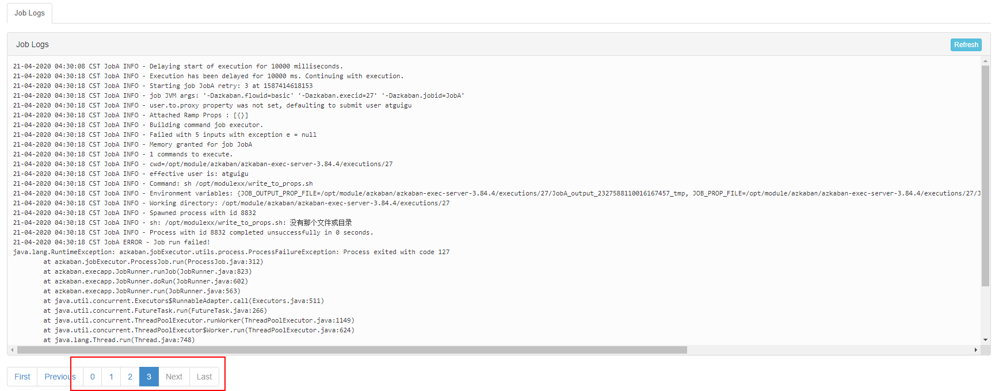 Job Logs
Job Logs
Refresh
21-04-2020 04:30:08 CST JobA INFO - Delaying start of execution for 10000 milliseconds.
21-04-2020 04:30:18 CST JobA INFO - Execution has been delayed for 10000 ms. Continuing with execution.
21-04-2020 04:30:18 CST JobA INFO - Starting job JobA retry: 3 at 1587414618153
21-04-2020 04:30:18 CST JobA INFO - job JVM args: '-Dazkaban.flowid=basic' '-Dazkaban.execid=27' '-Dazkaban.jobid=JobA'
21-04-2020 04:30:18 CST JobA INFO - user.to.proxy property was not set, defaulting to submit user atguigu
21-04-2020 04:30:18 CST JobA INFO - Attached Ramp Props : [{}]
21-04-2020 04:30:18 CST JobA INFO - Building command job executor.
21-04-2020 04:30:18 CST JobA INFO - Failed with 5 inputs with exception e = null
21-04-2020 04:30:18 CST JobA INFO - Memory granted for job JobA
21-04-2020 04:30:18 CST JobA INFO - 1 commands to execute.
21-04-2020 04:30:18 CST JobA INFO - cwd=/opt/module/azkaban/azkaban-exec-server-3.84.4/executions/27
21-04-2020 04:30:18 CST JobA INFO - effective user is: atguigu
21-04-2020 04:30:18 CST JobA INFO - Command: sh /opt/modulexx/write_to_props.sh
21-04-2020 04:30:18 CST JobA INFO - Environment variables: {JOB_OUTPUT_PROP_FILE=/opt/module/azkaban/azkaban-exec-server-3.84.4/executions/27/JobA_output_2327588110016167457_tmp, JOB_PROP_FILE=/opt/module/azkaban/azkaban-exec-server-3.84.4/executions/27/J
21-04-2020 04:30:18 CST JobA INFO - Working directory: /opt/module/azkaban/azkaban-exec-server-3.84.4/executions/27
21-04-2020 04:30:18 CST JobA INFO - Spawned process with id 8832
21-04-2020 04:30:18 CST JobA INFO - sh: /opt/modulexx/write_to_props.sh: 没有那个文件或目录
21-04-2020 04:30:18 CST JobA INFO - Process with id 8832 completed unsuccessfully in 0 seconds.
21-04-2020 04:30:18 CST JobA ERROR - Job run failed!
java.lang.RuntimeException: azkaban.jobExecutor.utils.process.ProcessFailureException: Process exited with code 127
at azkaban.jobExecutor.ProcessJob.run(ProcessJob.java:312)
at azkaban.execapp.JobRunner.runJob(JobRunner.java:823)
at azkaban.execapp.JobRunner.doRun(JobRunner.java:602)
at azkaban.execapp.JobRunner.run(JobRunner.java:563)
at java.util.concurrent.Executors$RunnableAdapter.call(Executors.java:511)
at java.util.concurrent.FutureTask.run(FutureTask.java:266)
at java.util.concurrent.ThreadPoolExecutor.runWorker(ThreadPoolExecutor.java:1149)
at java.util.concurrent.ThreadPoolExecutor$Worker.run(ThreadPoolExecutor.java:624)
at java.lang.Thread.run(Thread.java:748)
First Previous 0 1 2 3 Next Last